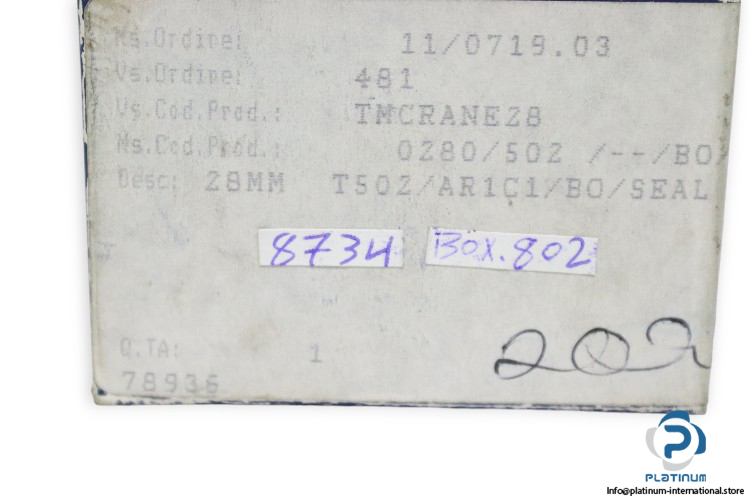 Ns.Ordine: 11/0719.03
Vs.Ordine: 481
Vs.Cod.Prod.: TMCRANE28
Ns.Cod.Prod.: 0280/502 /--/BO/
Desc: 28MM T502/AR1C1/BO/SEAL
8734 Box.802
Q.TA: 1
202
78936
PLATINUM
Info@platinum-international.store